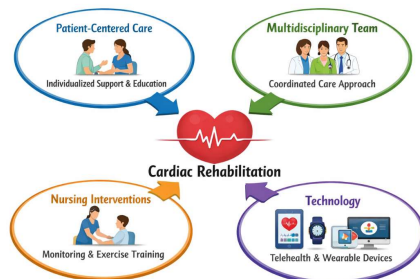 Patient-Centered Care
Individualized Support & Education
Multidisciplinary Team
Coordinated Care Approach
Cardiac Rehabilitation
Nursing Interventions
Monitoring & Exercise Training
Technology
Telehealth & Wearable Devices